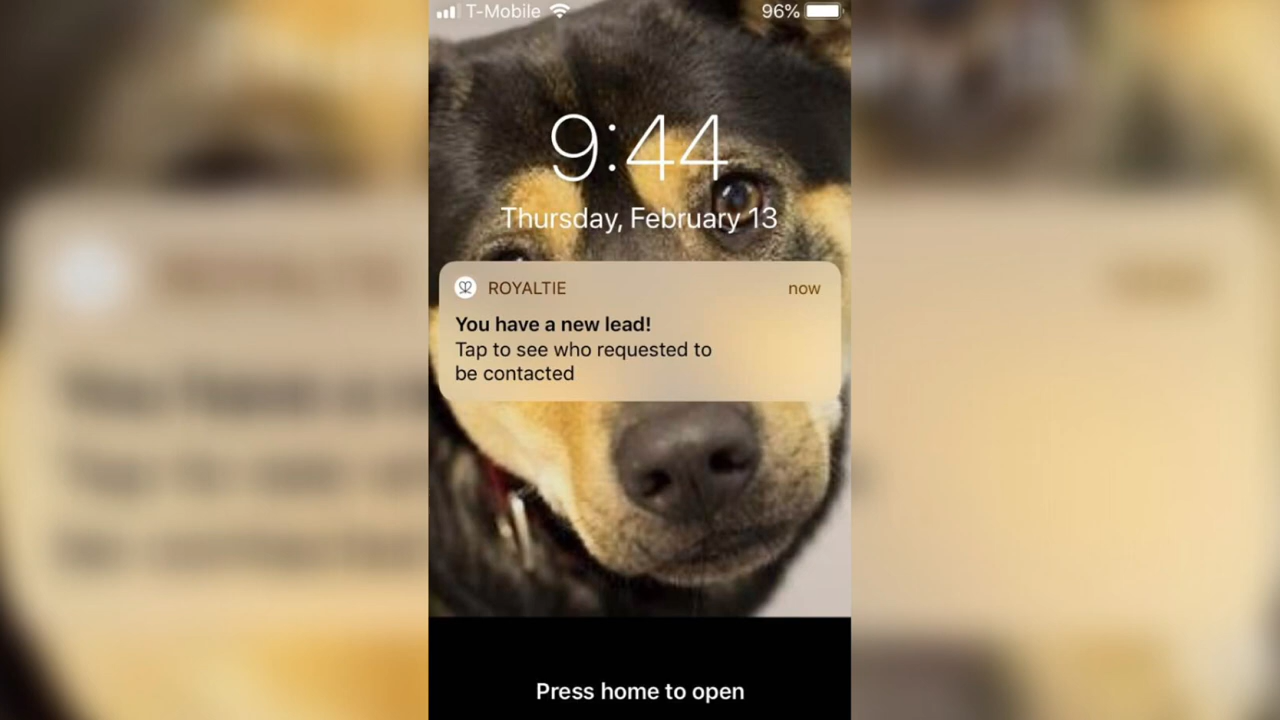 T-Mobile 96%
9:44
Thursday, February 13
ROYALTIE now
You have a new lead!
Tap to see who requested to
be contacted
Press home to open